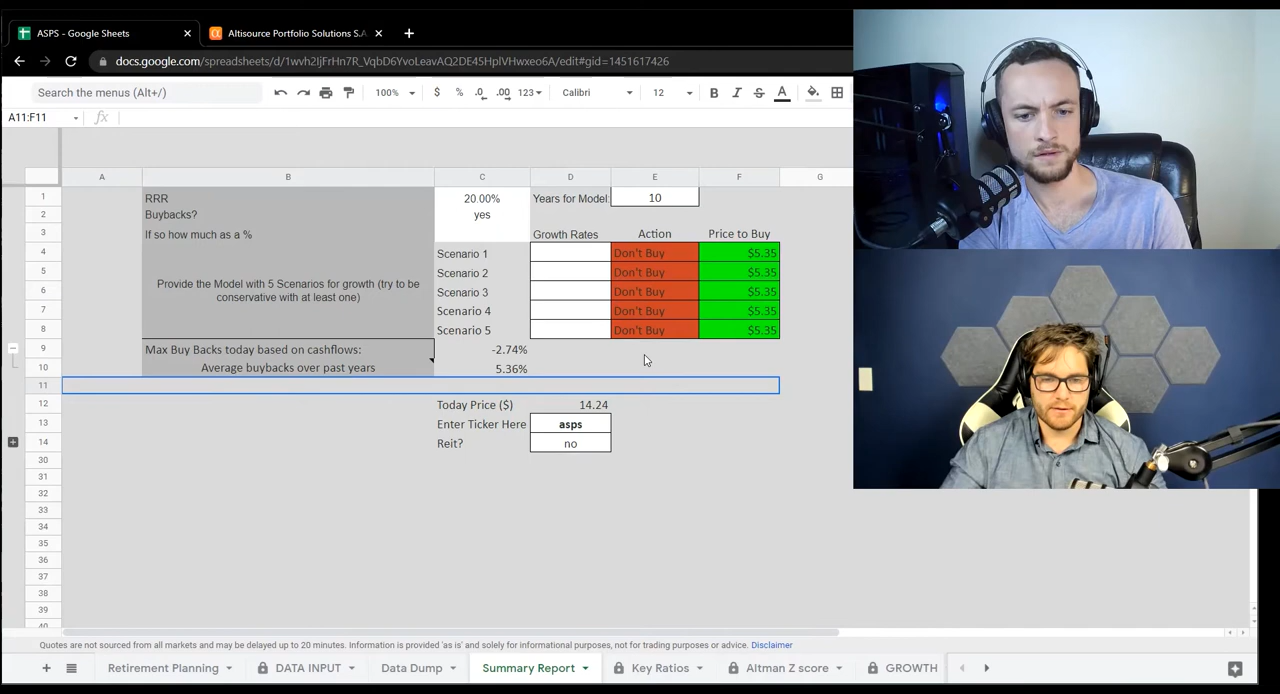 ASPS - Google Sheets
Altisource Portfolio Solutions S.A
docs.google.com/spreadsheets/d/1wvh2ljFrHn7R_VqbD6YvoLeavAQ2DE45HplVHwxeo6A/edit#gid=1451617426
Search the menus (Alt+/) 100% $ % .0 .00 123 Calibri 12 B I S A
A11:F11 fx
A B C D E F G
1 RRR 20.00% Years for Model: 10
2 Buybacks? yes
3 If so how much as a % Growth Rates Action Price to Buy
4 Scenario 1 Don't Buy $5.35
5 Scenario 2 Don't Buy $5.35
Provide the Model with 5 Scenarios for growth (try to
6 Scenario 3 Don't Buy $5.35
conservative with at least one)
7 Scenario 4 Don't Buy $5.35
8 Scenario 5 Don't Buy $5.35
9 Max Buy Backs today based on cashflows: -2.74%
10 Average buybacks over past years 5.36%
11
12 Today Price ($) 14.24
13 Enter Ticker Here asps
14 Reit? no
30
31
32
33
34
35
36
37
38
39
40
Quotes are not sourced from all markets and may be delayed up to 20 minutes. Information is provided 'as is' and solely for informational purposes, not for trading purposes or advice. Disclaimer
Retirement Planning DATA INPUT Data Dump Summary Report Key Ratios Altman Z score GROWTH